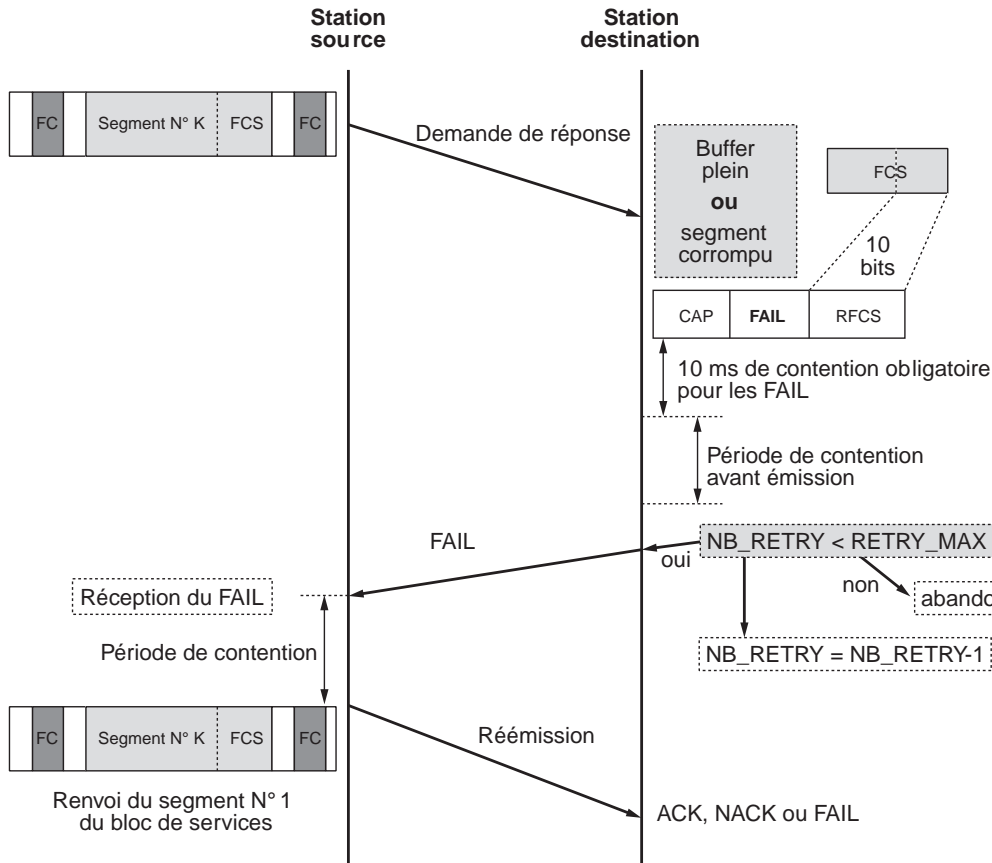 Station
source
Station
destination
FC
Segment N° K
FCS
FC
Demande de réponse
Buffer
plein
ou
segment
corrompu
FCS
10
bits
CAP
FAIL
RFCS
10 ms de contention obligatoire
pour les FAIL
Période de contention
avant émission
FAIL
oui
NB_RETRY < RETRY_MAX
non
abando
Réception du FAIL
NB_RETRY = NB_RETRY-1
Période de contention
FC
Segment N° K
FCS
FC
Réémission
Renvoi du segment N° 1
du bloc de services
ACK, NACK ou FAIL